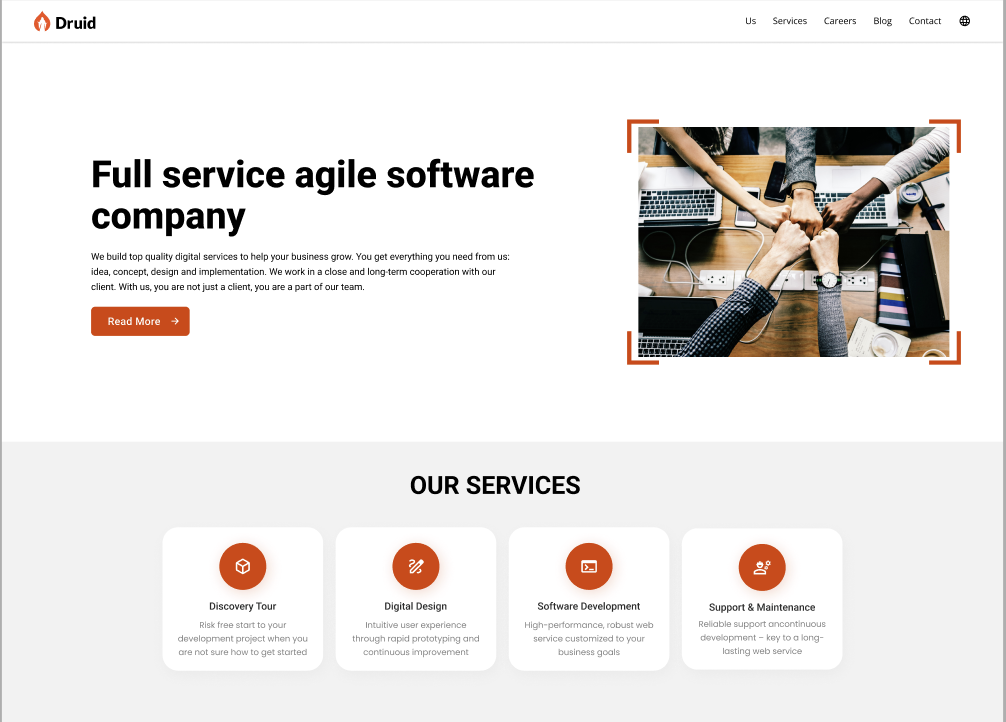 Druid
Us Services Careers Blog Contact
Full service agile software
company
We build top quality digital services to help your business grow. You get everything you need from us:
idea, concept, design and implementation. We work in a close and long-term cooperation with our
client. With us, you are not just a client, you are a part of our team.
Read More
OUR SERVICES
Discovery Tour
Risk free start to your
development project when you
are not sure how to get started
Digital Design
Intuitive user experience
through rapid prototyping and
continuous improvement
Software Development
High-performance, robust web
service customized to your
business goals
Support & Maintenance
Reliable support ancontinuous
development – key to a long-
lasting web service